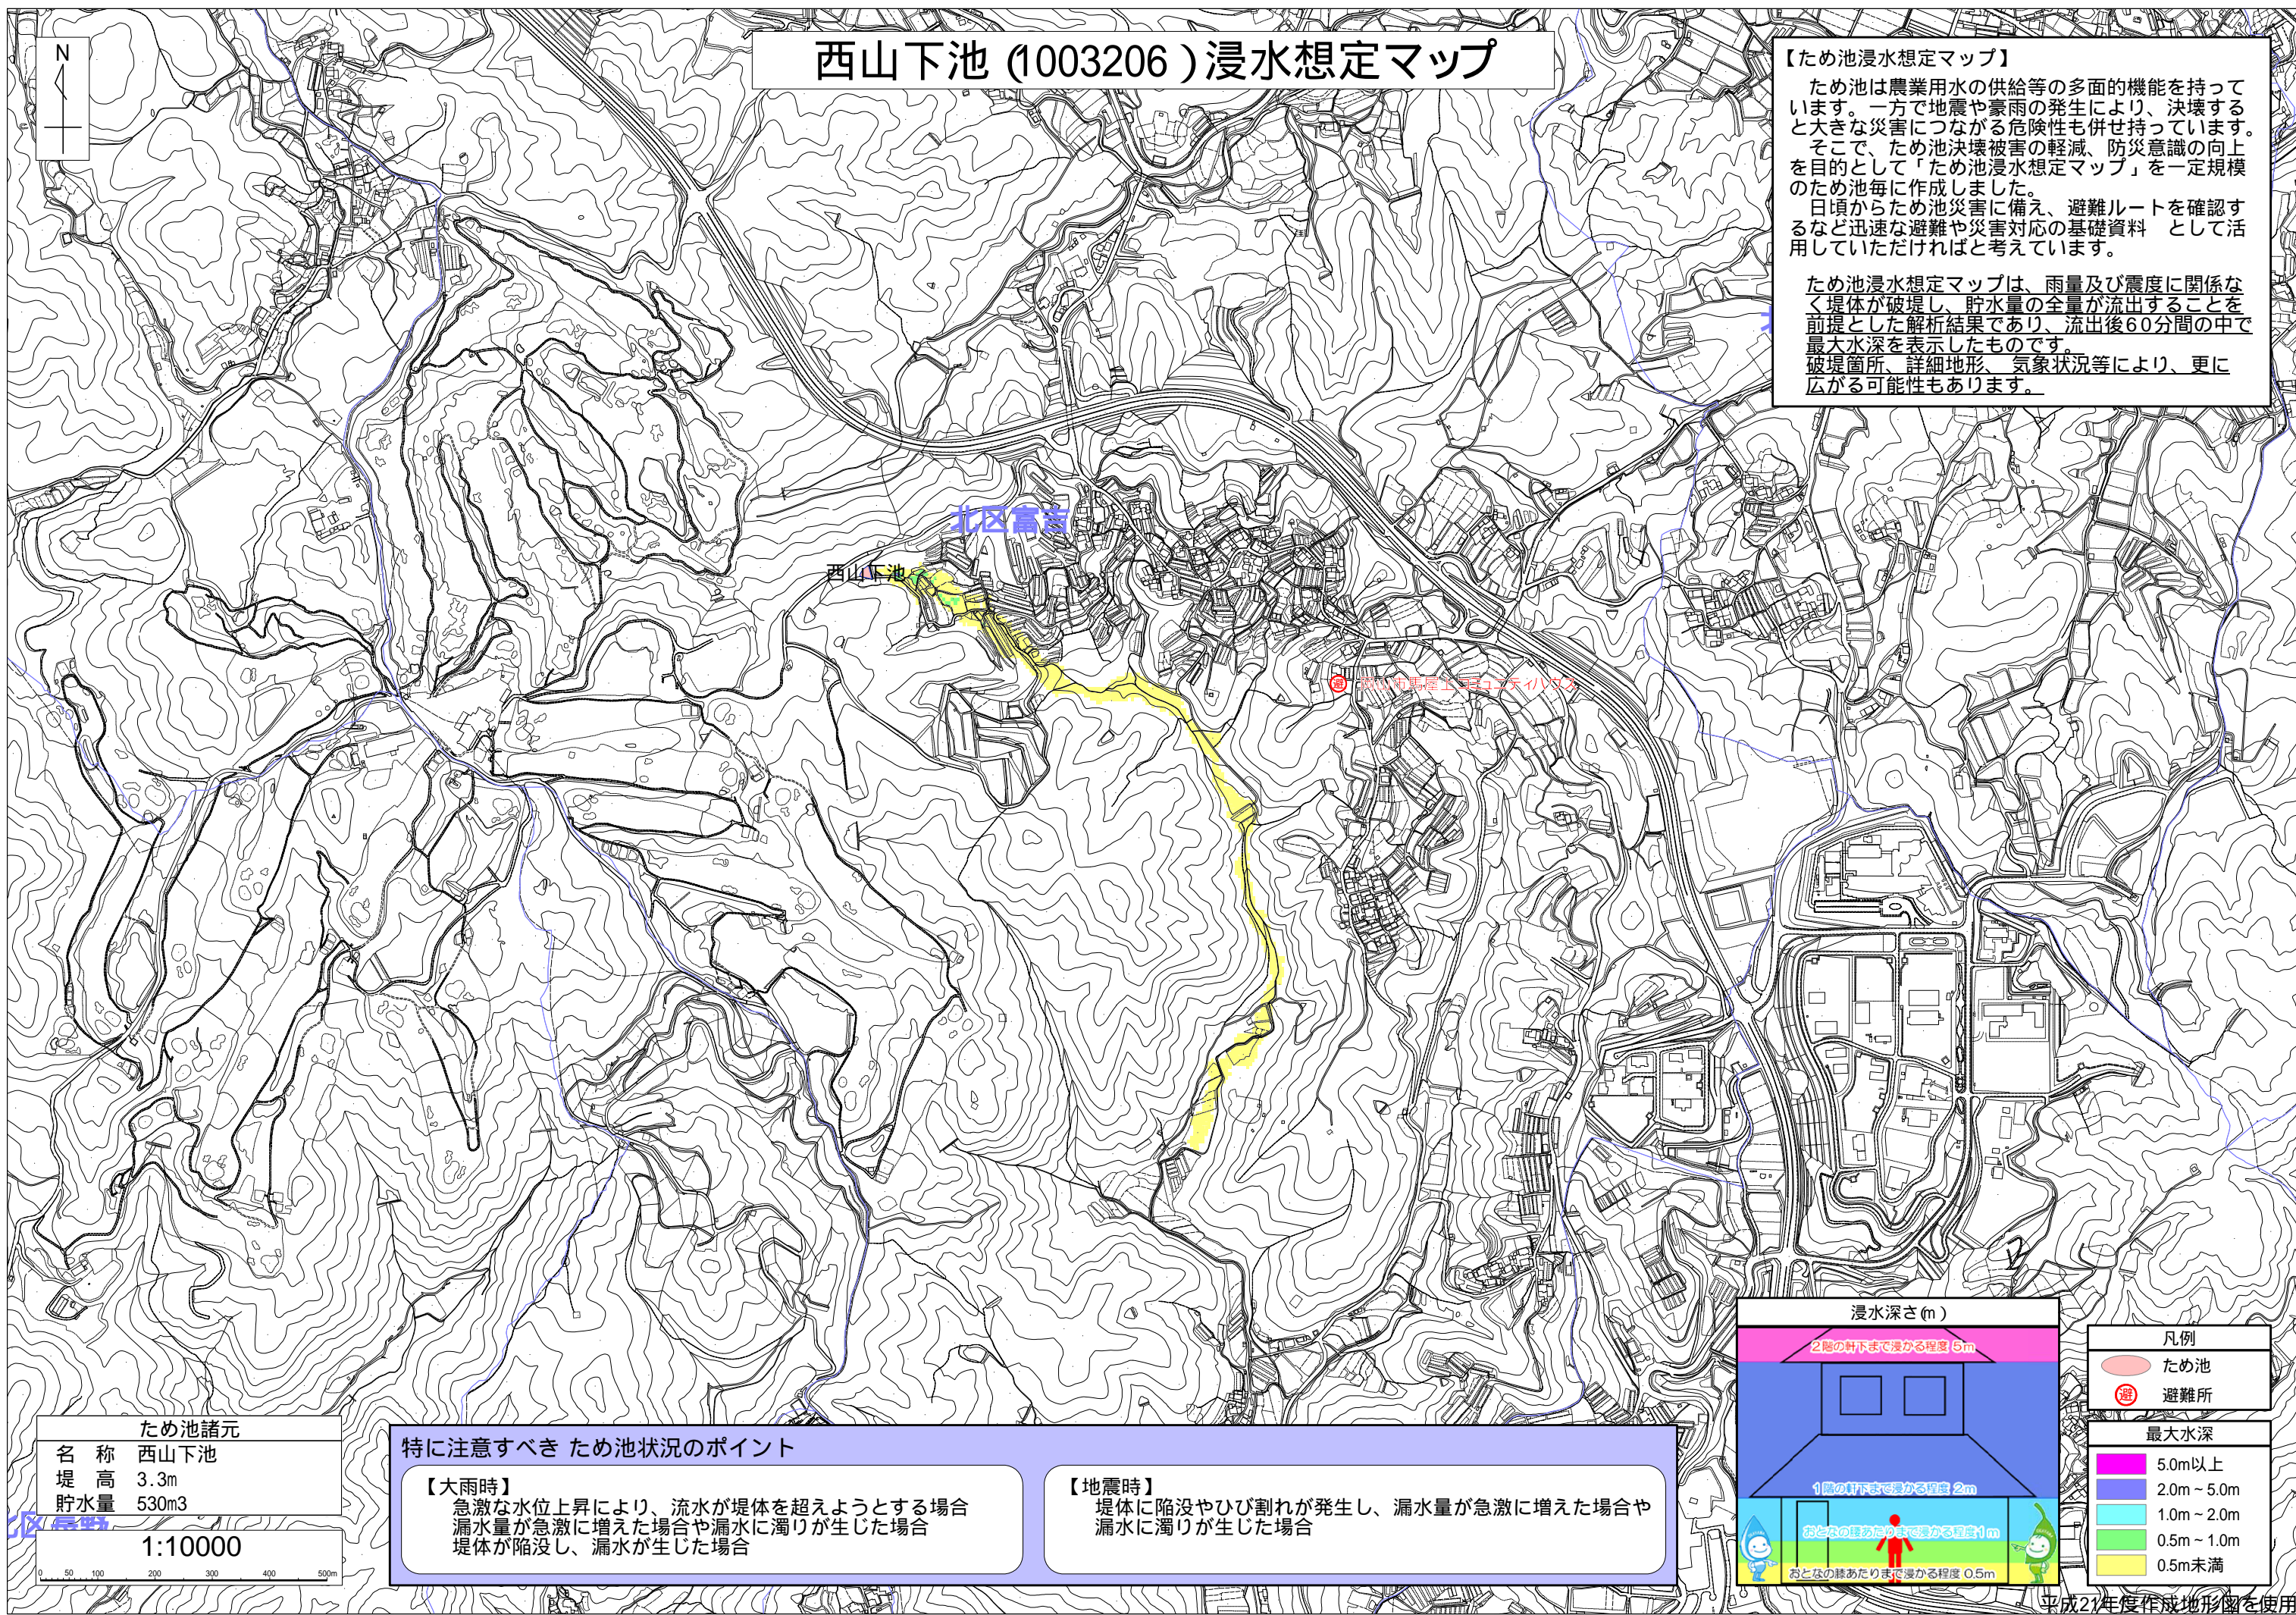 西山下池 (1003206 ) 浸水想定マップ
N
【ため池浸水想定マップ】
ため池は農業用水の供給等の多面的機能を持って
います。一方で地震や豪雨の発生により、決壊する
と大きな災害につながる危険性も併せ持っています。
そこで、ため池決壊被害の軽減、防災意識の向上
を目的として「ため池浸水想定マップ」を一定規模
のため池毎に作成しました。
日頃からため池災害に備え、避難ルートを確認す
るなど迅速な避難や災害対応の基礎資料 として活
用していただければと考えています。
ため池浸水想定マップは、雨量及び震度に関係な
く堤体が破堤し、貯水量の全量が流出することを
前提とした解析結果であり、流出後60分間の中で
最大水深を表示したものです。
破堤箇所、詳細地形、 気象状況等により、更に
広がる可能性もあります。
北区富吉
西山下池
避
コミュニティハウス
ため池諸元
名 称 西山下池
堤 高 3.3m
貯水量 530m3
1:10000
0 50 100 200 300 400 500m
特に注意すべき ため池状況のポイント
【大雨時】
急激な水位上昇により、流水が堤体を超えようとする場合
漏水量が急激に増えた場合や漏水に濁りが生じた場合
堤体が陥没し、漏水が生じた場合
【地震時】
堤体に陥没やひび割れが発生し、漏水量が急激に増えた場合や
漏水に濁りが生じた場合
浸水深さ(m )
2階の軒下まで浸かる程度 5m
1階の軒下まで浸かる程度 2m
おとなの腰あたりまで浸かる程度1m
おとなの膝あたりまで浸かる程度 0.5m
凡例
ため池
避 避難所
最大水深
5.0m以上
2.0m ~ 5.0m
1.0m ~ 2.0m
0.5m ~ 1.0m
0.5m未満
平成21年度作成地形図を使用